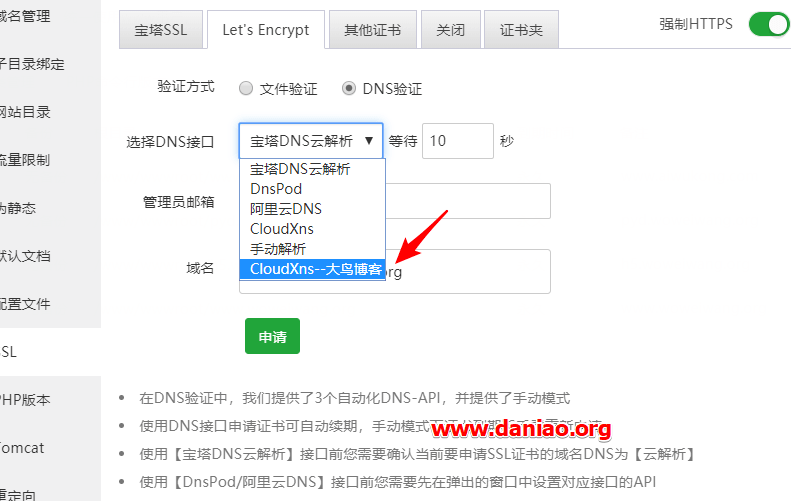 域名管理
宝塔SSL
Let's Encrypt
其他证书
关闭
证书夹
强制HTTPS
子目录绑定
验证方式
文件验证
DNS验证
网站目录
选择DNS接口
宝塔DNS云解析
等待
10
秒
流量限制
宝塔DNS云解析
DnsPod
管理员邮箱
阿里云DNS
为静态
CloudXns
手动解析
默认文档
域名
CloudXns--大鸟博客
org
配置文件
申请
SSL
PHP版本
在DNS验证中，我们提供了3个自动化DNS-API，并提供了手动模式
使用DNS接口申请证书可自动续期，手动模式
www.daniao.org
Tomcat
使用【宝塔DNS云解析】接口前您需要确认当前要申请SSL证书的域名DNS为【云解析】
使用【DnsPod/阿里云DNS】接口前您需要先在弹出的窗口中设置对应接口的API
重定向